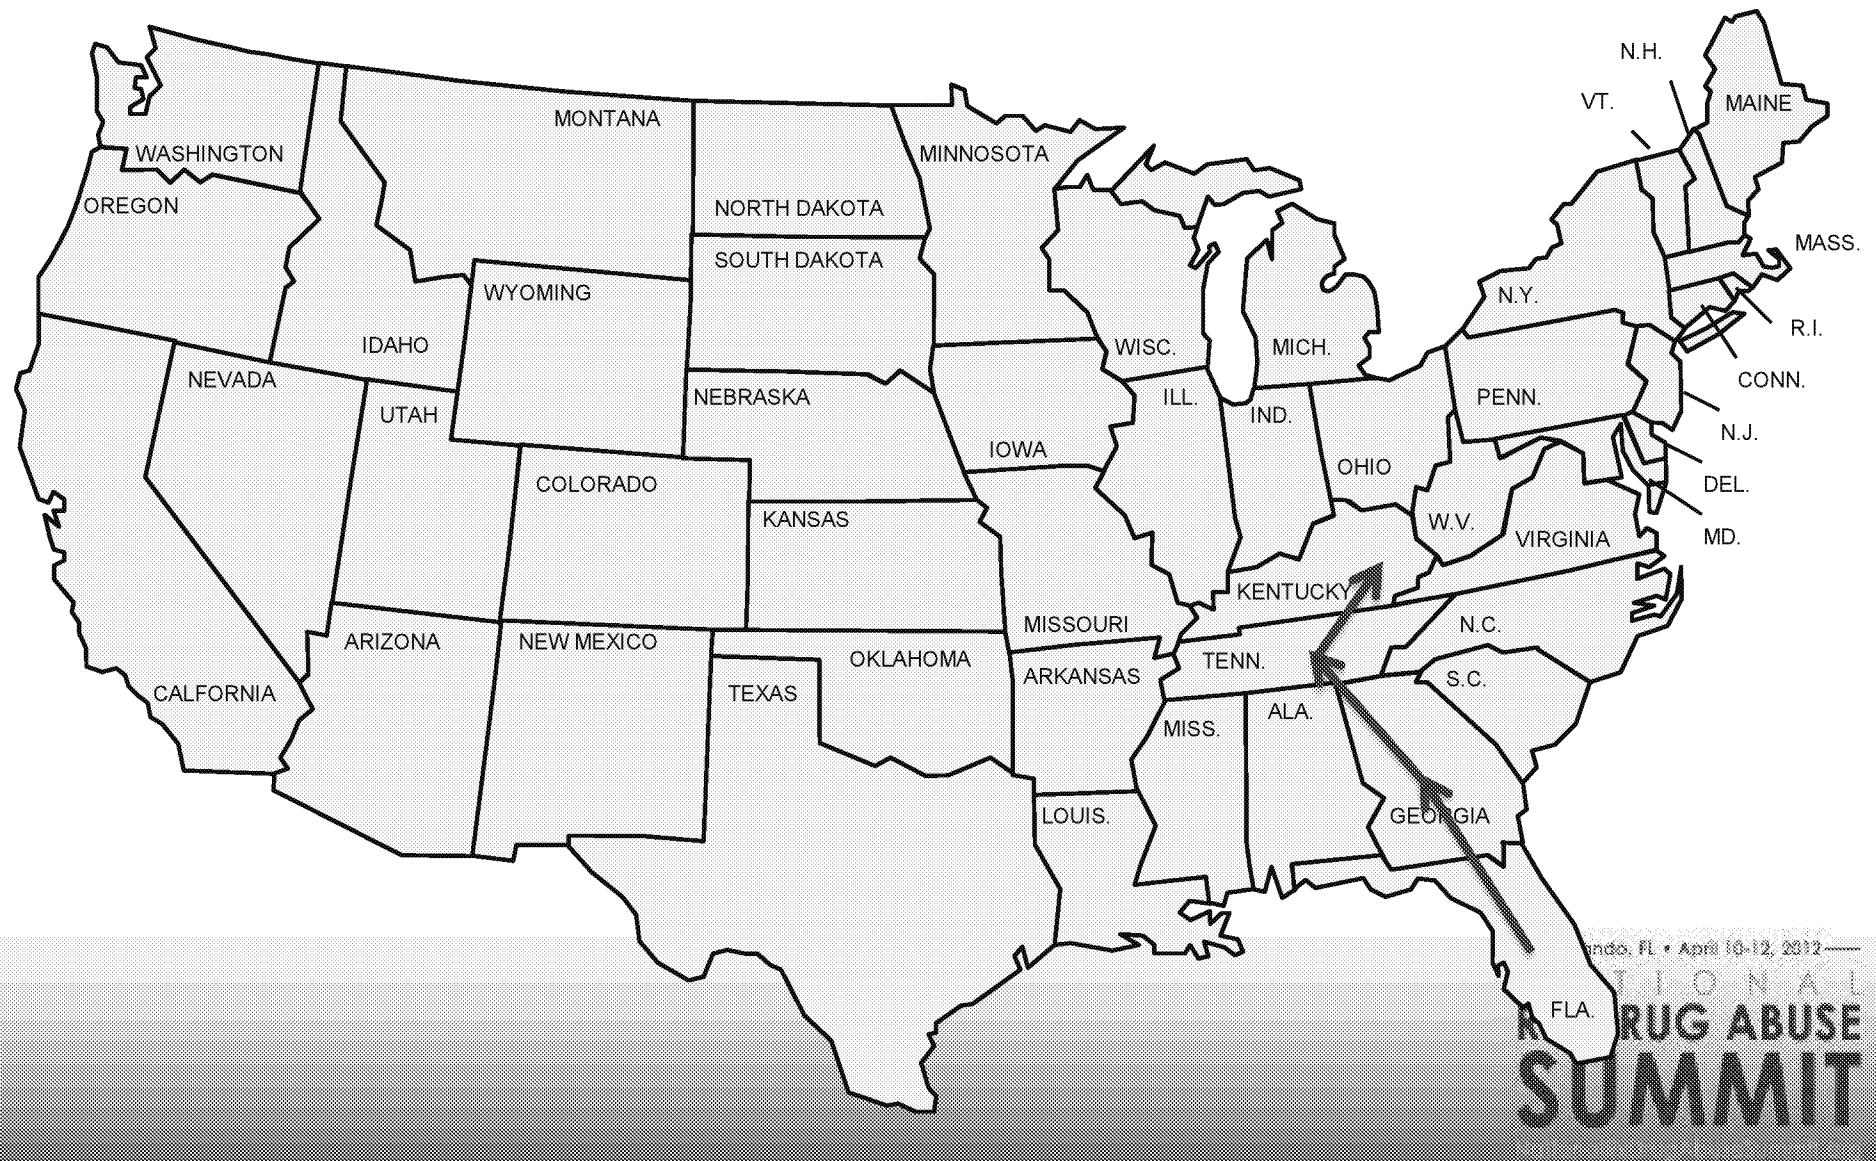 N.H.
VT.
MAINE
MONTANA
WASHINGTON
MINNOSOTA
OREGON
NORTH DAKOTA
MASS.
SOUTH DAKOTA
WYOMING
N.Y.
R.I.
IDAHO
WISC.
MICH.
NEVADA
CONN.
UTAH
NEBRASKA
ILL.
IND.
PENN.
N.J.
IOWA
OHIO
COLORADO
DEL.
KANSAS
W.V.
VIRGINIA
MD.
KENTUCKY
MISSOURI
N.C.
ARIZONA
NEW MEXICO
OKLAHOMA
TENN.
ARKANSAS
S.C.
CALFORNIA
TEXAS
ALA.
MISS.
LOUIS.
GEORGIA
FL • April 10-12, 2012
FLA.
ABUSE
SUMMIT